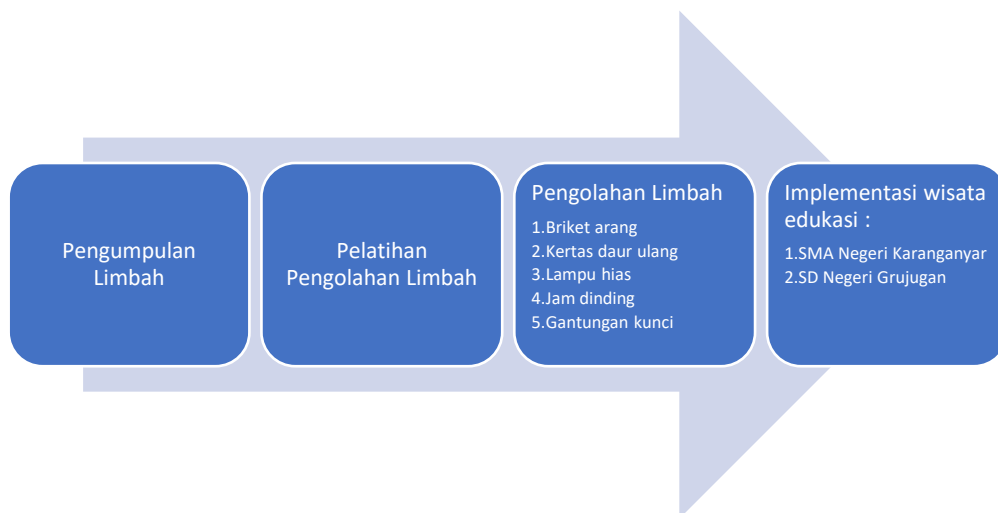 Pengumpulan
Limbah
Pelatihan
Pengolahan Limbah
Pengolahan Limbah
1.Briket arang
2.Kertas daur ulang
3.Lampu hias
4.Jam dinding
5.Gantungan kunci
Implementasi wisata
edukasi :
1.SMA Negeri Karanganyar
2.SD Negeri Grujugan